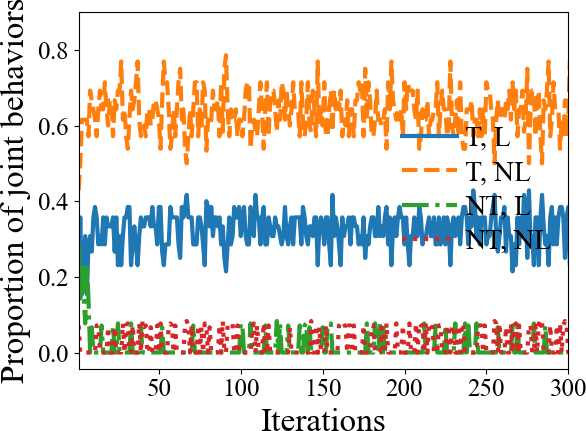 Proportion of joint behaviors
0.8
0.6
0.4
0.2
0.0
T, L
T, NL
NT, L
NT, NL
50
100
150
200
250
300
Iterations